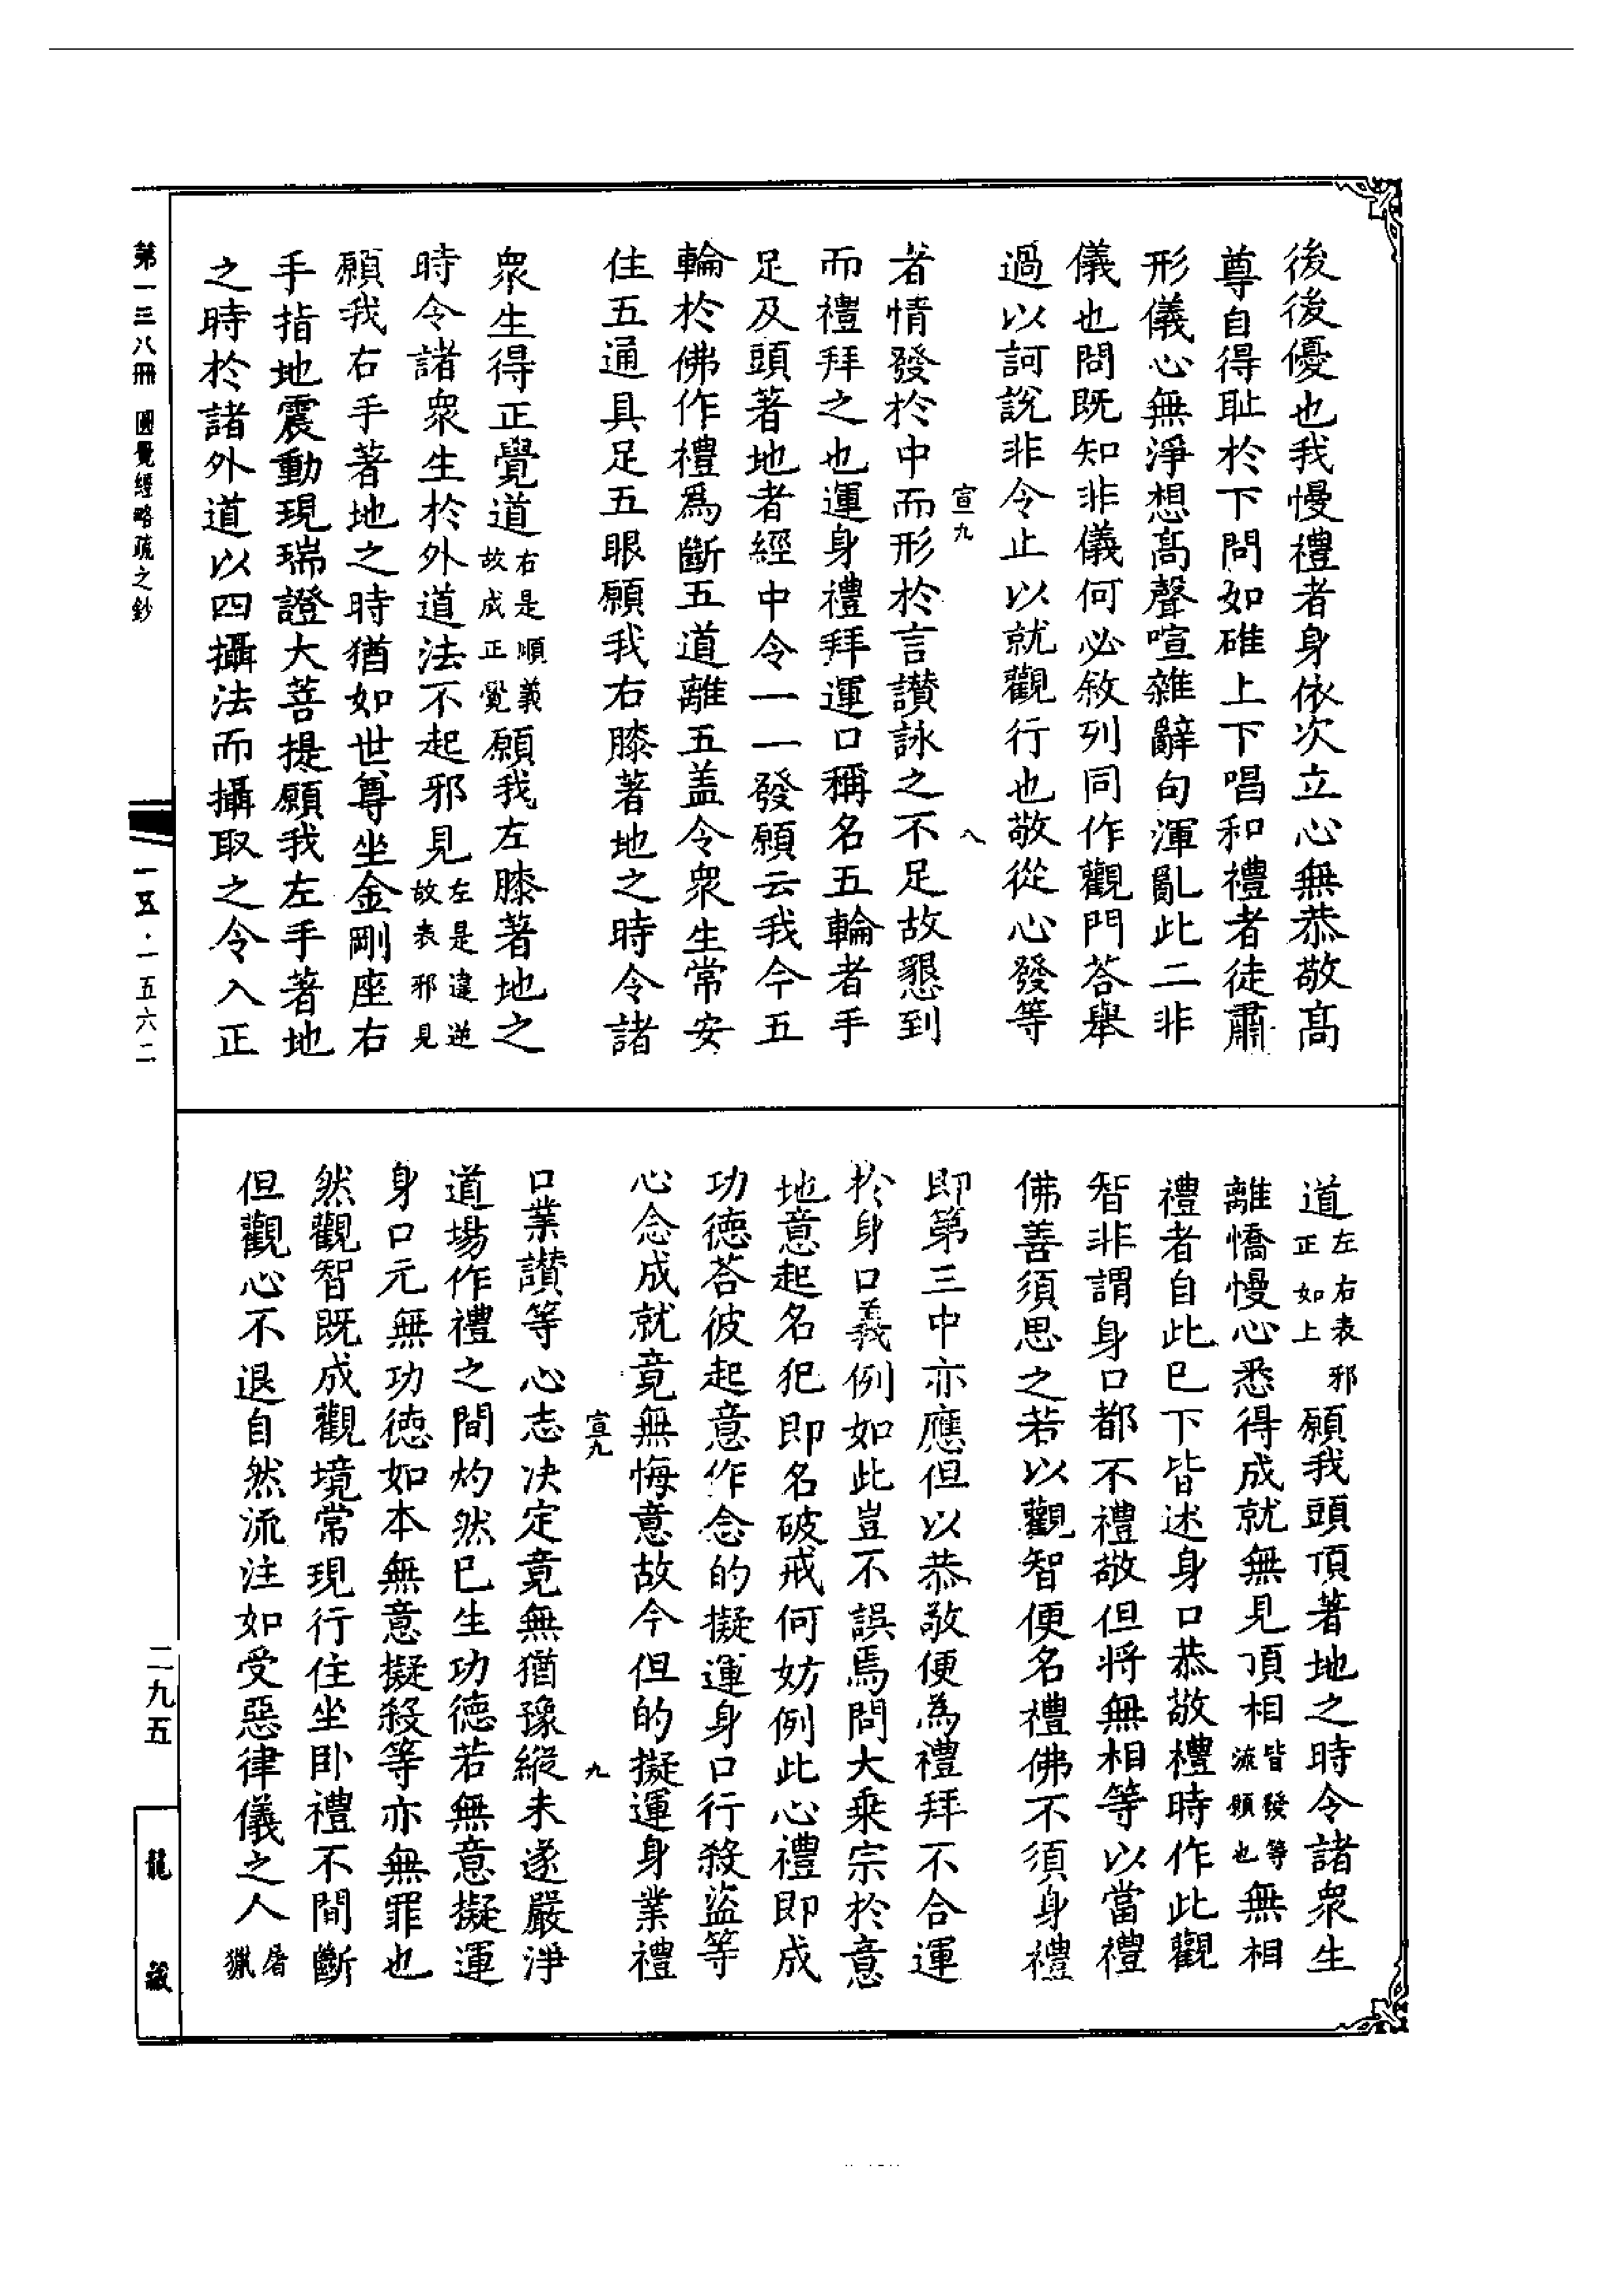 後後優也我慢禮者身依次立心無恭敬高
尊自得耻於下問如碓上下唱和禮者徒肅
形儀心無淨想高聲喧雜辭句渾亂此二非
儀也問既知非儀何必敘列同作觀門荅舉
過以訶說非令止以就觀行也敬從心發等
宣九 八
者情發於中而形於言讃詠之不足故懇到
而禮拜之也運身禮拜運口稱名五輪者手
足及頭著地者經中令一一發願云我今五
輪於佛作禮爲斷五道離五盖令衆生常安
住五通具足五眼願我右膝著地之時令諸
衆生得正覺道右是順義故成正覺願我左膝著地之
時令諸衆生於外道法不起邪見左是違逆故表邪見
願我右手著地之時猶如世尊坐金剛座右
手指地震動現瑞證大菩提願我左手著地
之時於諸外道以四攝法而攝取之令入正
道左右表邪正如上願我頭頂著地之時令諸衆生
離憍慢心悉得成就無見頂相皆發等流願也無相
禮者自此巳下皆述身口恭敬禮時作此觀
智非謂身口都不禮敬但將無相等以當禮
佛善須思之若以觀智便名禮佛不須身禮
即第三中亦應但以恭敬便為禮拜不合運
於身口義例如此豈不誤焉問大乘宗於意
地意起名犯即名破戒何妨例此心禮即成
功德荅彼起意作念的擬運身口行殺盜等
心念成就竟無悔意故今但的擬運身業禮
宣九 九
口業讃等心志决定竟無猶豫縱未遂嚴淨
道場作禮之間灼然巳生功德若無意擬運
身口元無功德如本無意擬殺等亦無罪也
然觀智既成觀境常現行住坐卧禮不間斷
但觀心不退自然流注如受惡律儀之人屠獵
第一三八冊 圓覺經略疏之鈔
一五·一五六二
二九五
龍藏